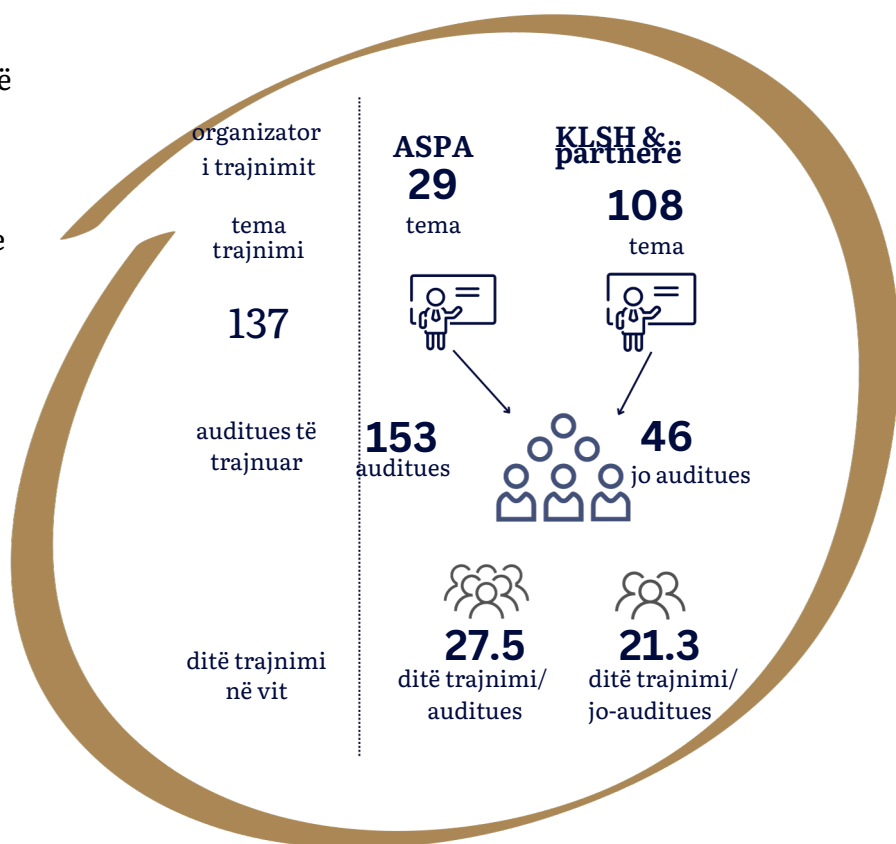 ë
e
organizator
i trajnimit
ASPA
29
tema
KLSH &
partnerë
108
tema
tema
trajnimi
137
auditues të
trajnuar
153
auditues
46
jo auditues
ditë trajnimi
në vit
27.5
ditë trajnimi/
auditues
21.3
ditë trajnimi/
jo-auditues